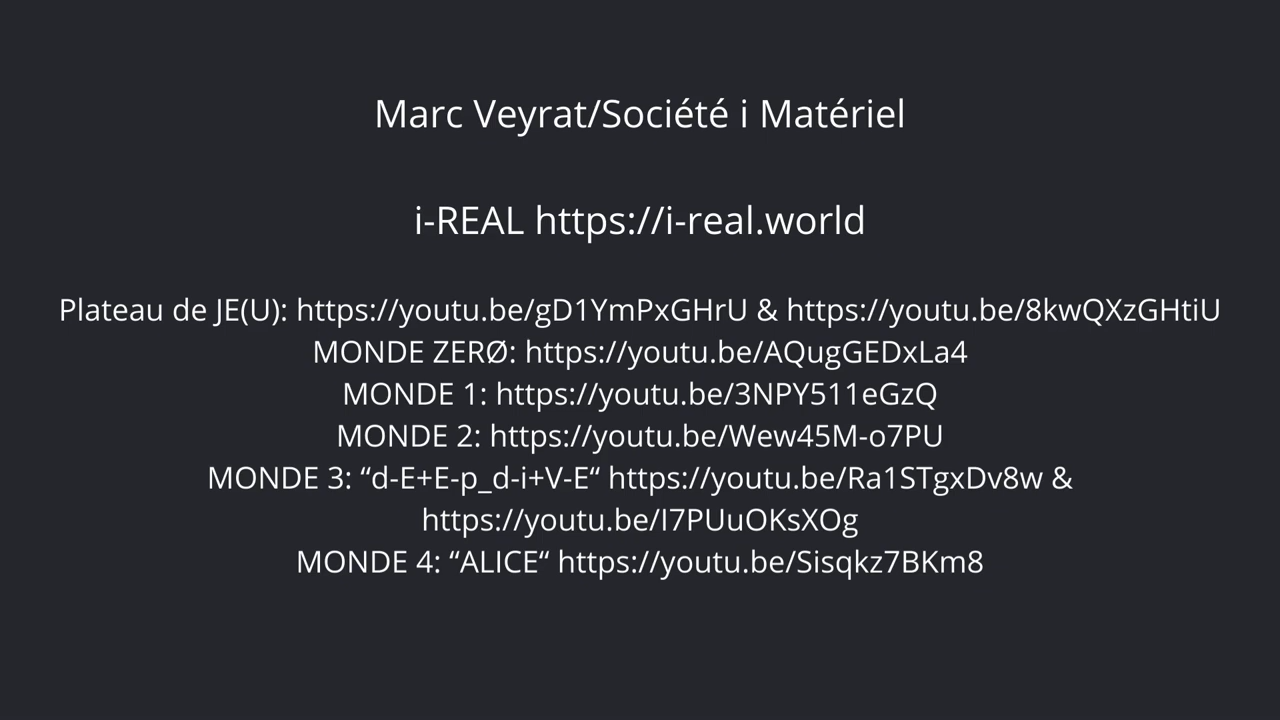 Marc Veyrat/Société i Matériel
i-REAL https://i-real.world
Plateau de JE(U): https://youtu.be/gD1YmPxGHrU & https://youtu.be/8kwQXzGHtiU
MONDE ZERØ: https://youtu.be/AQugGEDxLa4
MONDE 1: https://youtu.be/3NPY511eGzQ
MONDE 2: https://youtu.be/Wew45M-o7PU
MONDE 3: “d-E+E-p_d-i+V-E“ https://youtu.be/Ra1STgxDv8w &
https://youtu.be/I7PUuOKsXOg
MONDE 4: “ALICE“ https://youtu.be/Sisqkz7BKm8